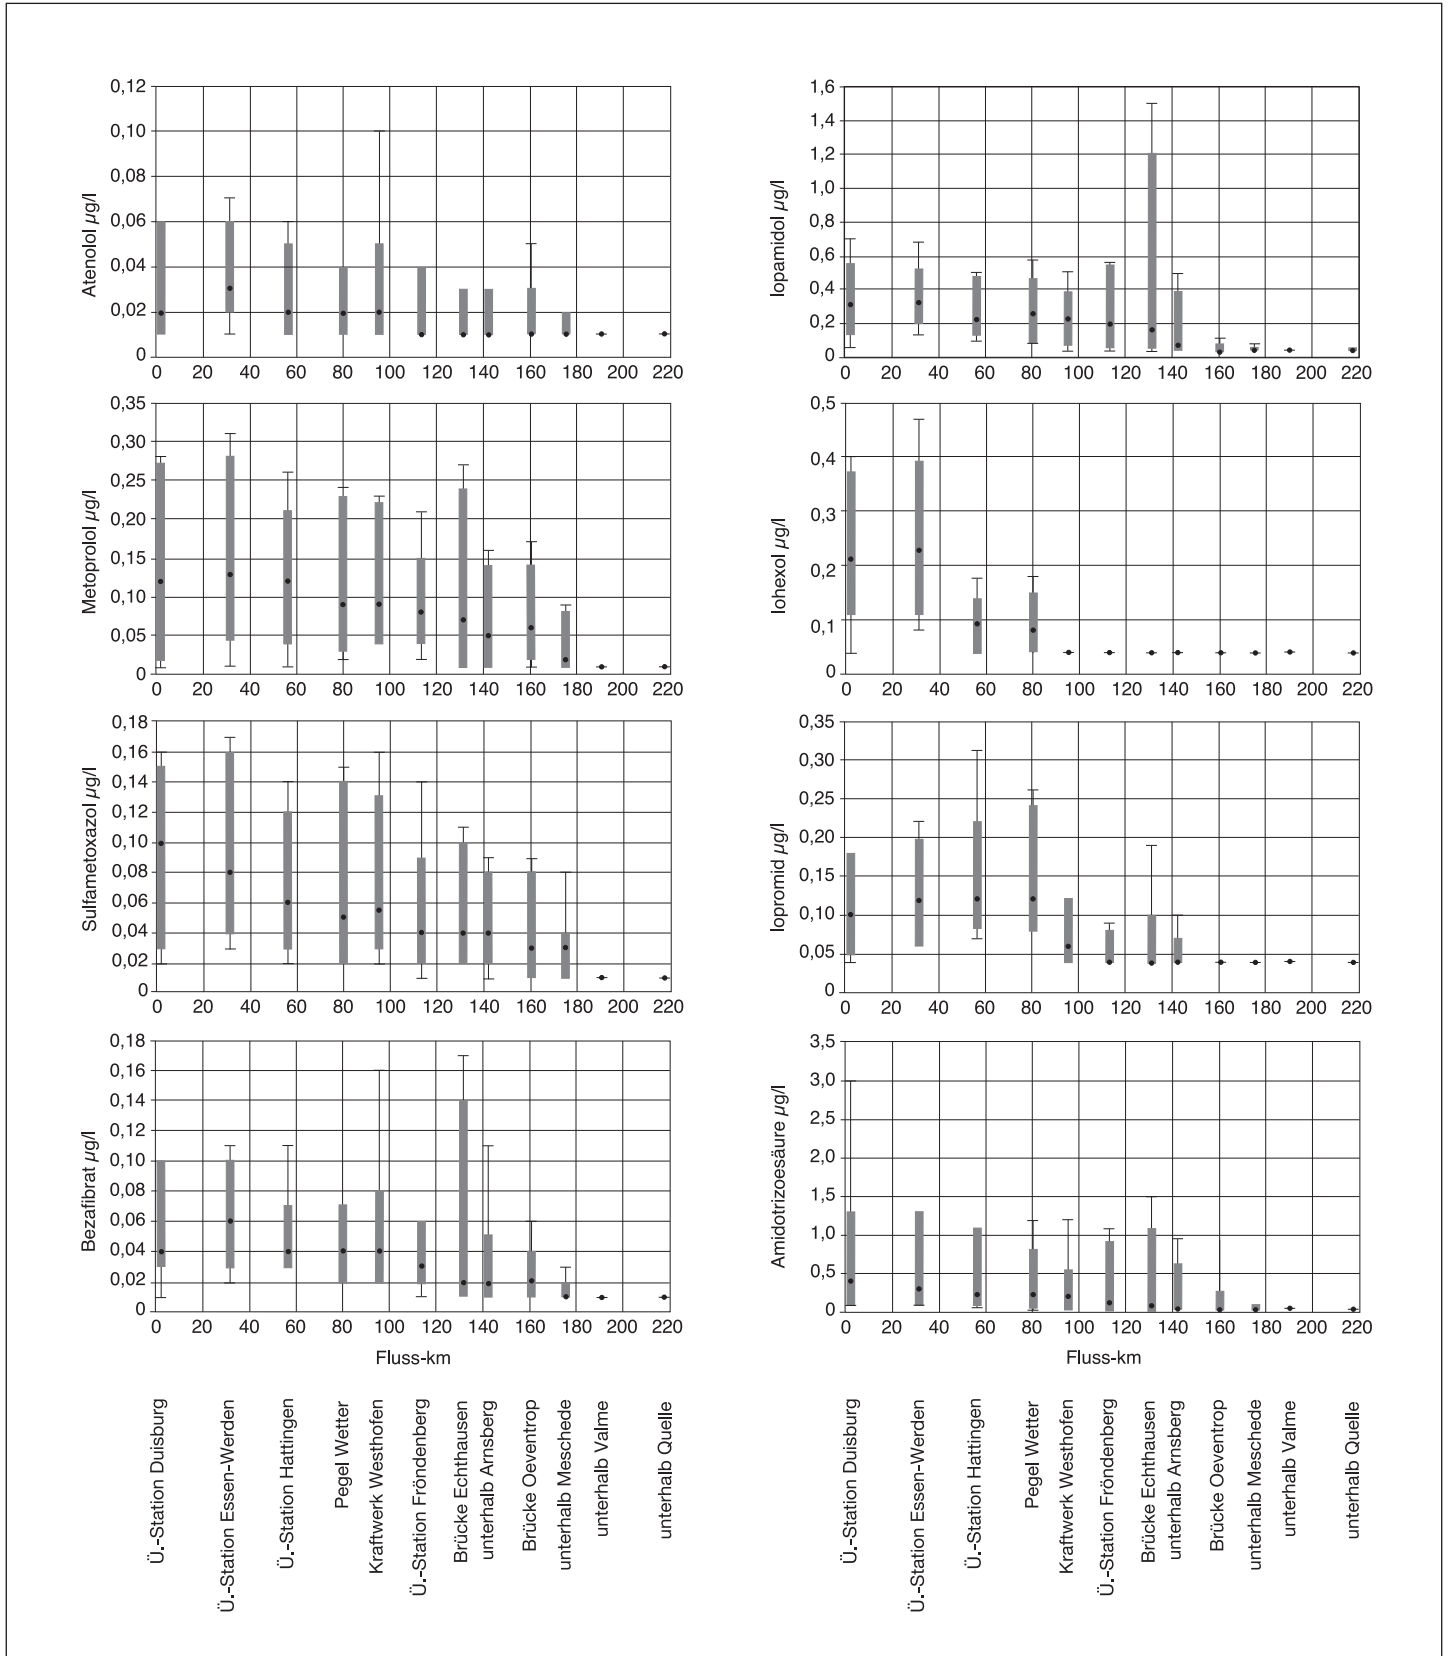 Atenolol µg/l
0,12
0,10
0,08
0,06
0,04
0,02
0
0 20 40 60 80 100 120 140 160 180 200 220
Metoprolol µg/l
0,35
0,30
0,25
0,20
0,15
0,10
0,05
0
0 20 40 60 80 100 120 140 160 180 200 220
Sulfametoxazol µg/l
0,18
0,16
0,14
0,12
0,10
0,08
0,06
0,04
0,02
0
0 20 40 60 80 100 120 140 160 180 200 220
Bezafibrat µg/l
0,18
0,16
0,14
0,12
0,10
0,08
0,06
0,04
0,02
0
0 20 40 60 80 100 120 140 160 180 200 220
Fluss-km
Ü.-Station Duisburg
Ü.-Station Essen-Werden
Ü.-Station Hattingen
Pegel Wetter
Kraftwerk Westhofen
Ü.-Station Fröndenberg
Brücke Echthausen
unterhalb Arnsberg
Brücke Oeventrop
unterhalb Meschede
unterhalb Valme
unterhalb Quelle
Iopamidol µg/l
1,6
1,4
1,2
1,0
0,8
0,6
0,4
0,2
0
0 20 40 60 80 100 120 140 160 180 200 220
Iohexol µg/l
0,5
0,4
0,3
0,2
0,1
0
0 20 40 60 80 100 120 140 160 180 200 220
Iopromid µg/l
0,35
0,30
0,25
0,20
0,15
0,10
0,05
0
0 20 40 60 80 100 120 140 160 180 200 220
Amidotrizoesäure µg/l
3,5
3,0
2,5
2,0
1,5
1,0
0,5
0
0 20 40 60 80 100 120 140 160 180 200 220
Fluss-km
Ü.-Station Duisburg
Ü.-Station Essen-Werden
Ü.-Station Hattingen
Pegel Wetter
Kraftwerk Westhofen
Ü.-Station Fröndenberg
Brücke Echthausen
unterhalb Arnsberg
Brücke Oeventrop
unterhalb Meschede
unterhalb Valme
unterhalb Quelle